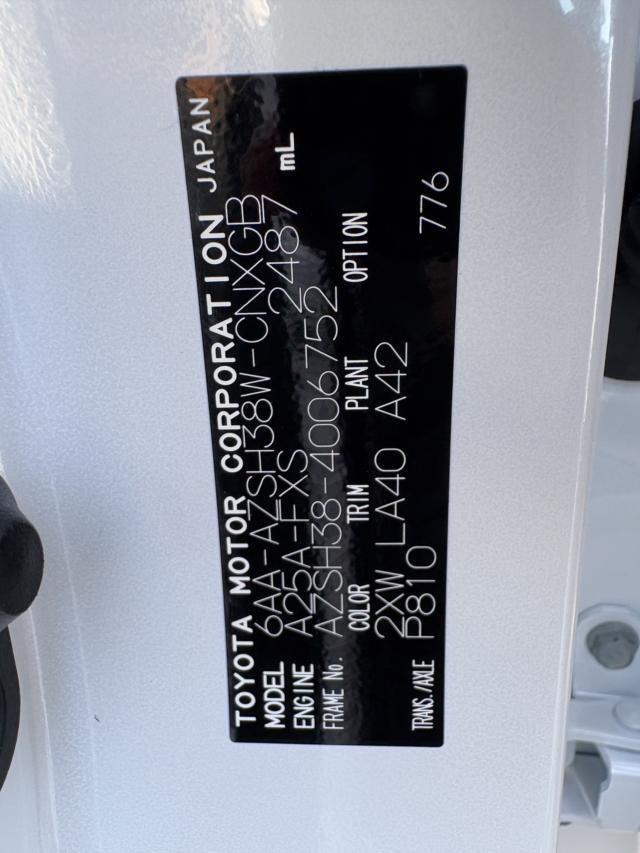 TOYOTA MOTOR CORPORATION JAPAN
MODEL 6AA-AZSH38W-CNXGB
ENGINE A25A-FXS 2487 mL
FRAME No. AZSH38-4006752
COLOR TRIM PLANT OPTION
2XW LA40 A42
TRANS./AXLE P810 776